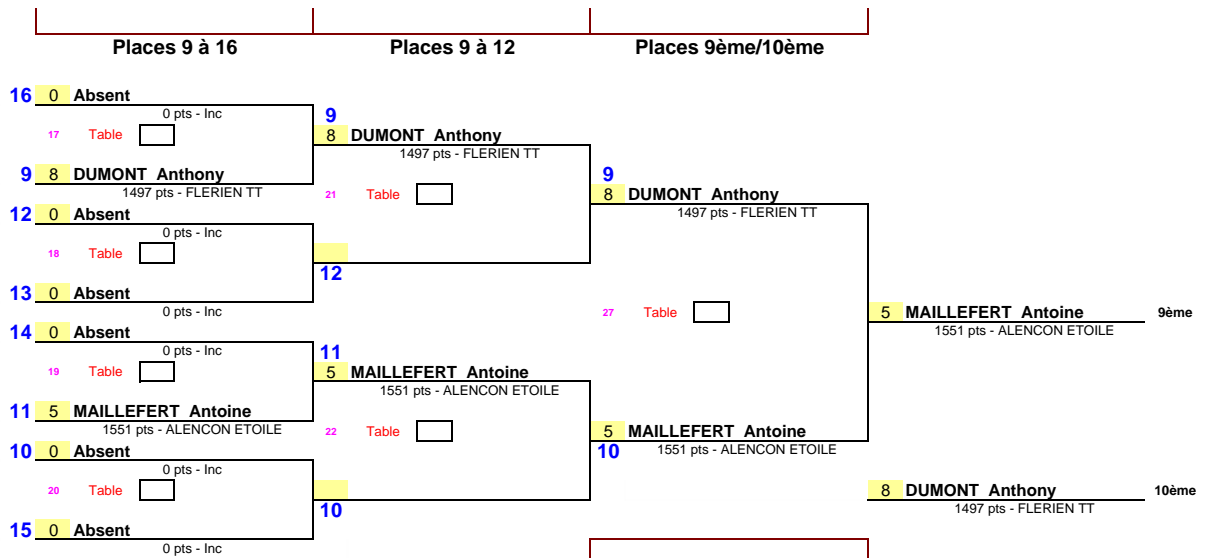 Places 9 à 16 Places 9 à 12 Places 9ème/10ème
16 0 Absent
0 pts - Inc
9
17 Table
8 DUMONT Anthony
1497 pts - FLERIEN TT
9 8 DUMONT Anthony
9
1497 pts - FLERIEN TT
21 Table
8 DUMONT Anthony
12 0 Absent
1497 pts - FLERIEN TT
0 pts - Inc
18 Table
12
13 0 Absent
0 pts - Inc
27 Table
5 MAILLEFERT Antoine 9ème
14 0 Absent
1551 pts - ALENCON ETOILE
0 pts - Inc
11
19 Table
5 MAILLEFERT Antoine
1551 pts - ALENCON ETOILE
11 5 MAILLEFERT Antoine
1551 pts - ALENCON ETOILE
22 Table
5 MAILLEFERT Antoine
10 0 Absent
10
1551 pts - ALENCON ETOILE
0 pts - Inc
20 Table
8 DUMONT Anthony 10ème
10
1497 pts - FLERIEN TT
15 0 Absent
0 pts - Inc